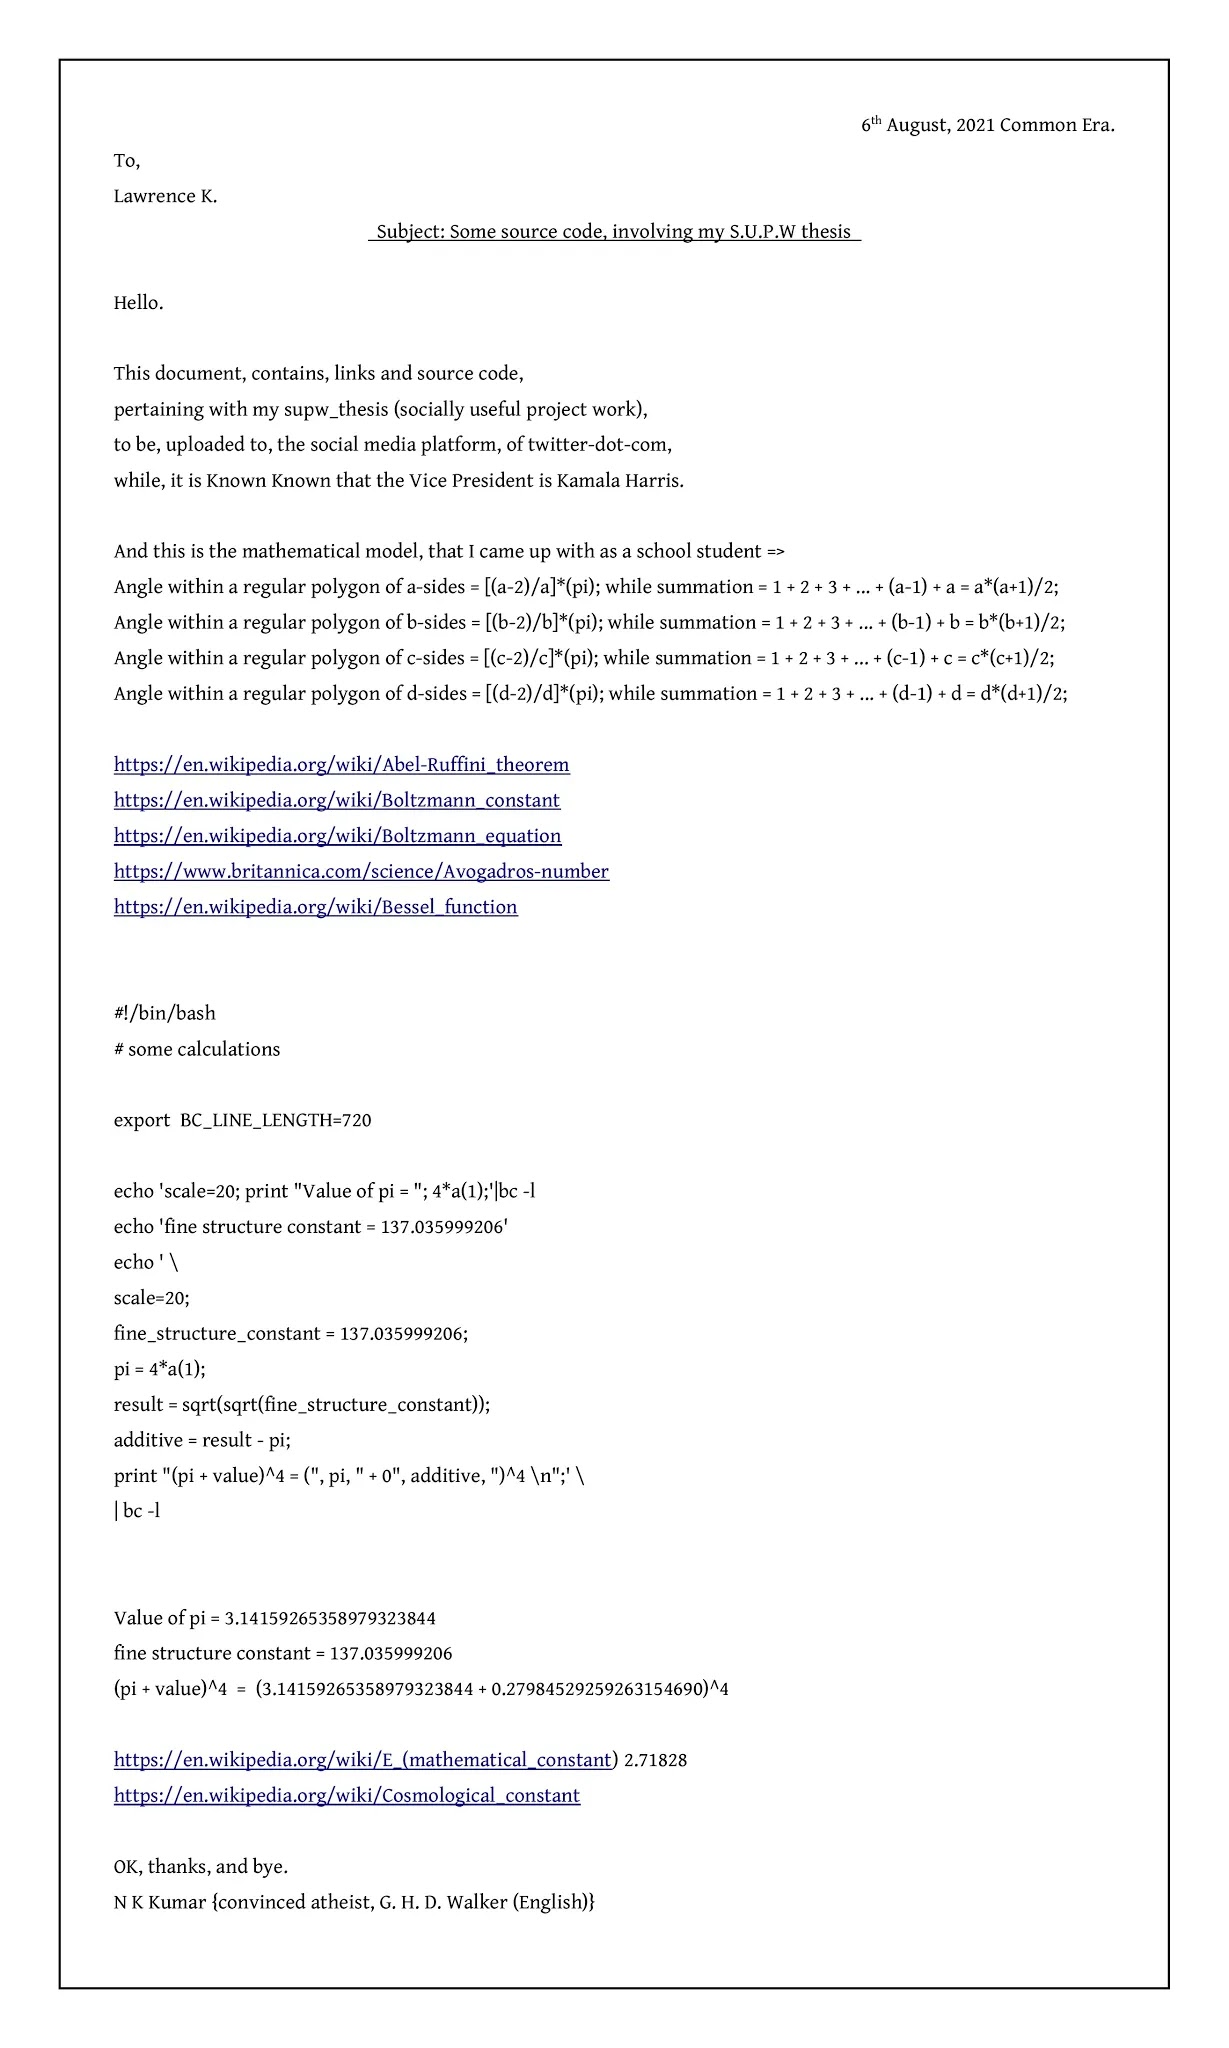 6th August, 2021 Common Era.
To,
Lawrence K.
Subject: Some source code, involving my S.U.P.W thesis
Hello.
This document, contains, links and source code,
pertaining with my supw_thesis (socially useful project work),
to be, uploaded to, the social media platform, of twitter-dot-com,
while, it is Known Known that the Vice President is Kamala Harris.
And this is the mathematical model, that I came up with as a school student =>
Angle within a regular polygon of a-sides = [(a-2)/a]*(pi); while summation = 1 + 2 + 3 + ... + (a-1) + a = a*(a+1)/2;
Angle within a regular polygon of b-sides = [(b-2)/b]*(pi); while summation = 1 + 2 + 3 + ... + (b-1) + b = b*(b+1)/2;
Angle within a regular polygon of c-sides = [(c-2)/c]*(pi); while summation = 1 + 2 + 3 + ... + (c-1) + c = c*(c+1)/2;
Angle within a regular polygon of d-sides = [(d-2)/d]*(pi); while summation = 1 + 2 + 3 + ... + (d-1) + d = d*(d+1)/2;
https://en.wikipedia.org/wiki/Abel-Ruffini_theorem
https://en.wikipedia.org/wiki/Boltzmann_constant
https://en.wikipedia.org/wiki/Boltzmann_equation
https://www.britannica.com/science/Avogadros-number
https://en.wikipedia.org/wiki/Bessel_function
#!/bin/bash
# some calculations
export  BC_LINE_LENGTH=720
echo 'scale=20; print "Value of pi = "; 4*a(1);'|bc -l
echo 'fine structure constant = 137.035999206'
echo ' \
scale=20;
fine_structure_constant = 137.035999206;
pi = 4*a(1);
result = sqrt(sqrt(fine_structure_constant));
additive = result - pi;
print "(pi + value)^4 = (", pi, " + 0", additive, ")^4 \n";' \
| bc -l
Value of pi = 3.14159265358979323844
fine structure constant = 137.035999206
(pi + value)^4  =  (3.14159265358979323844 + 0.27984529259263154690)^4
https://en.wikipedia.org/wiki/E_(mathematical_constant) 2.71828
https://en.wikipedia.org/wiki/Cosmological_constant
OK, thanks, and bye.
N K Kumar {convinced atheist, G. H. D. Walker (English)}